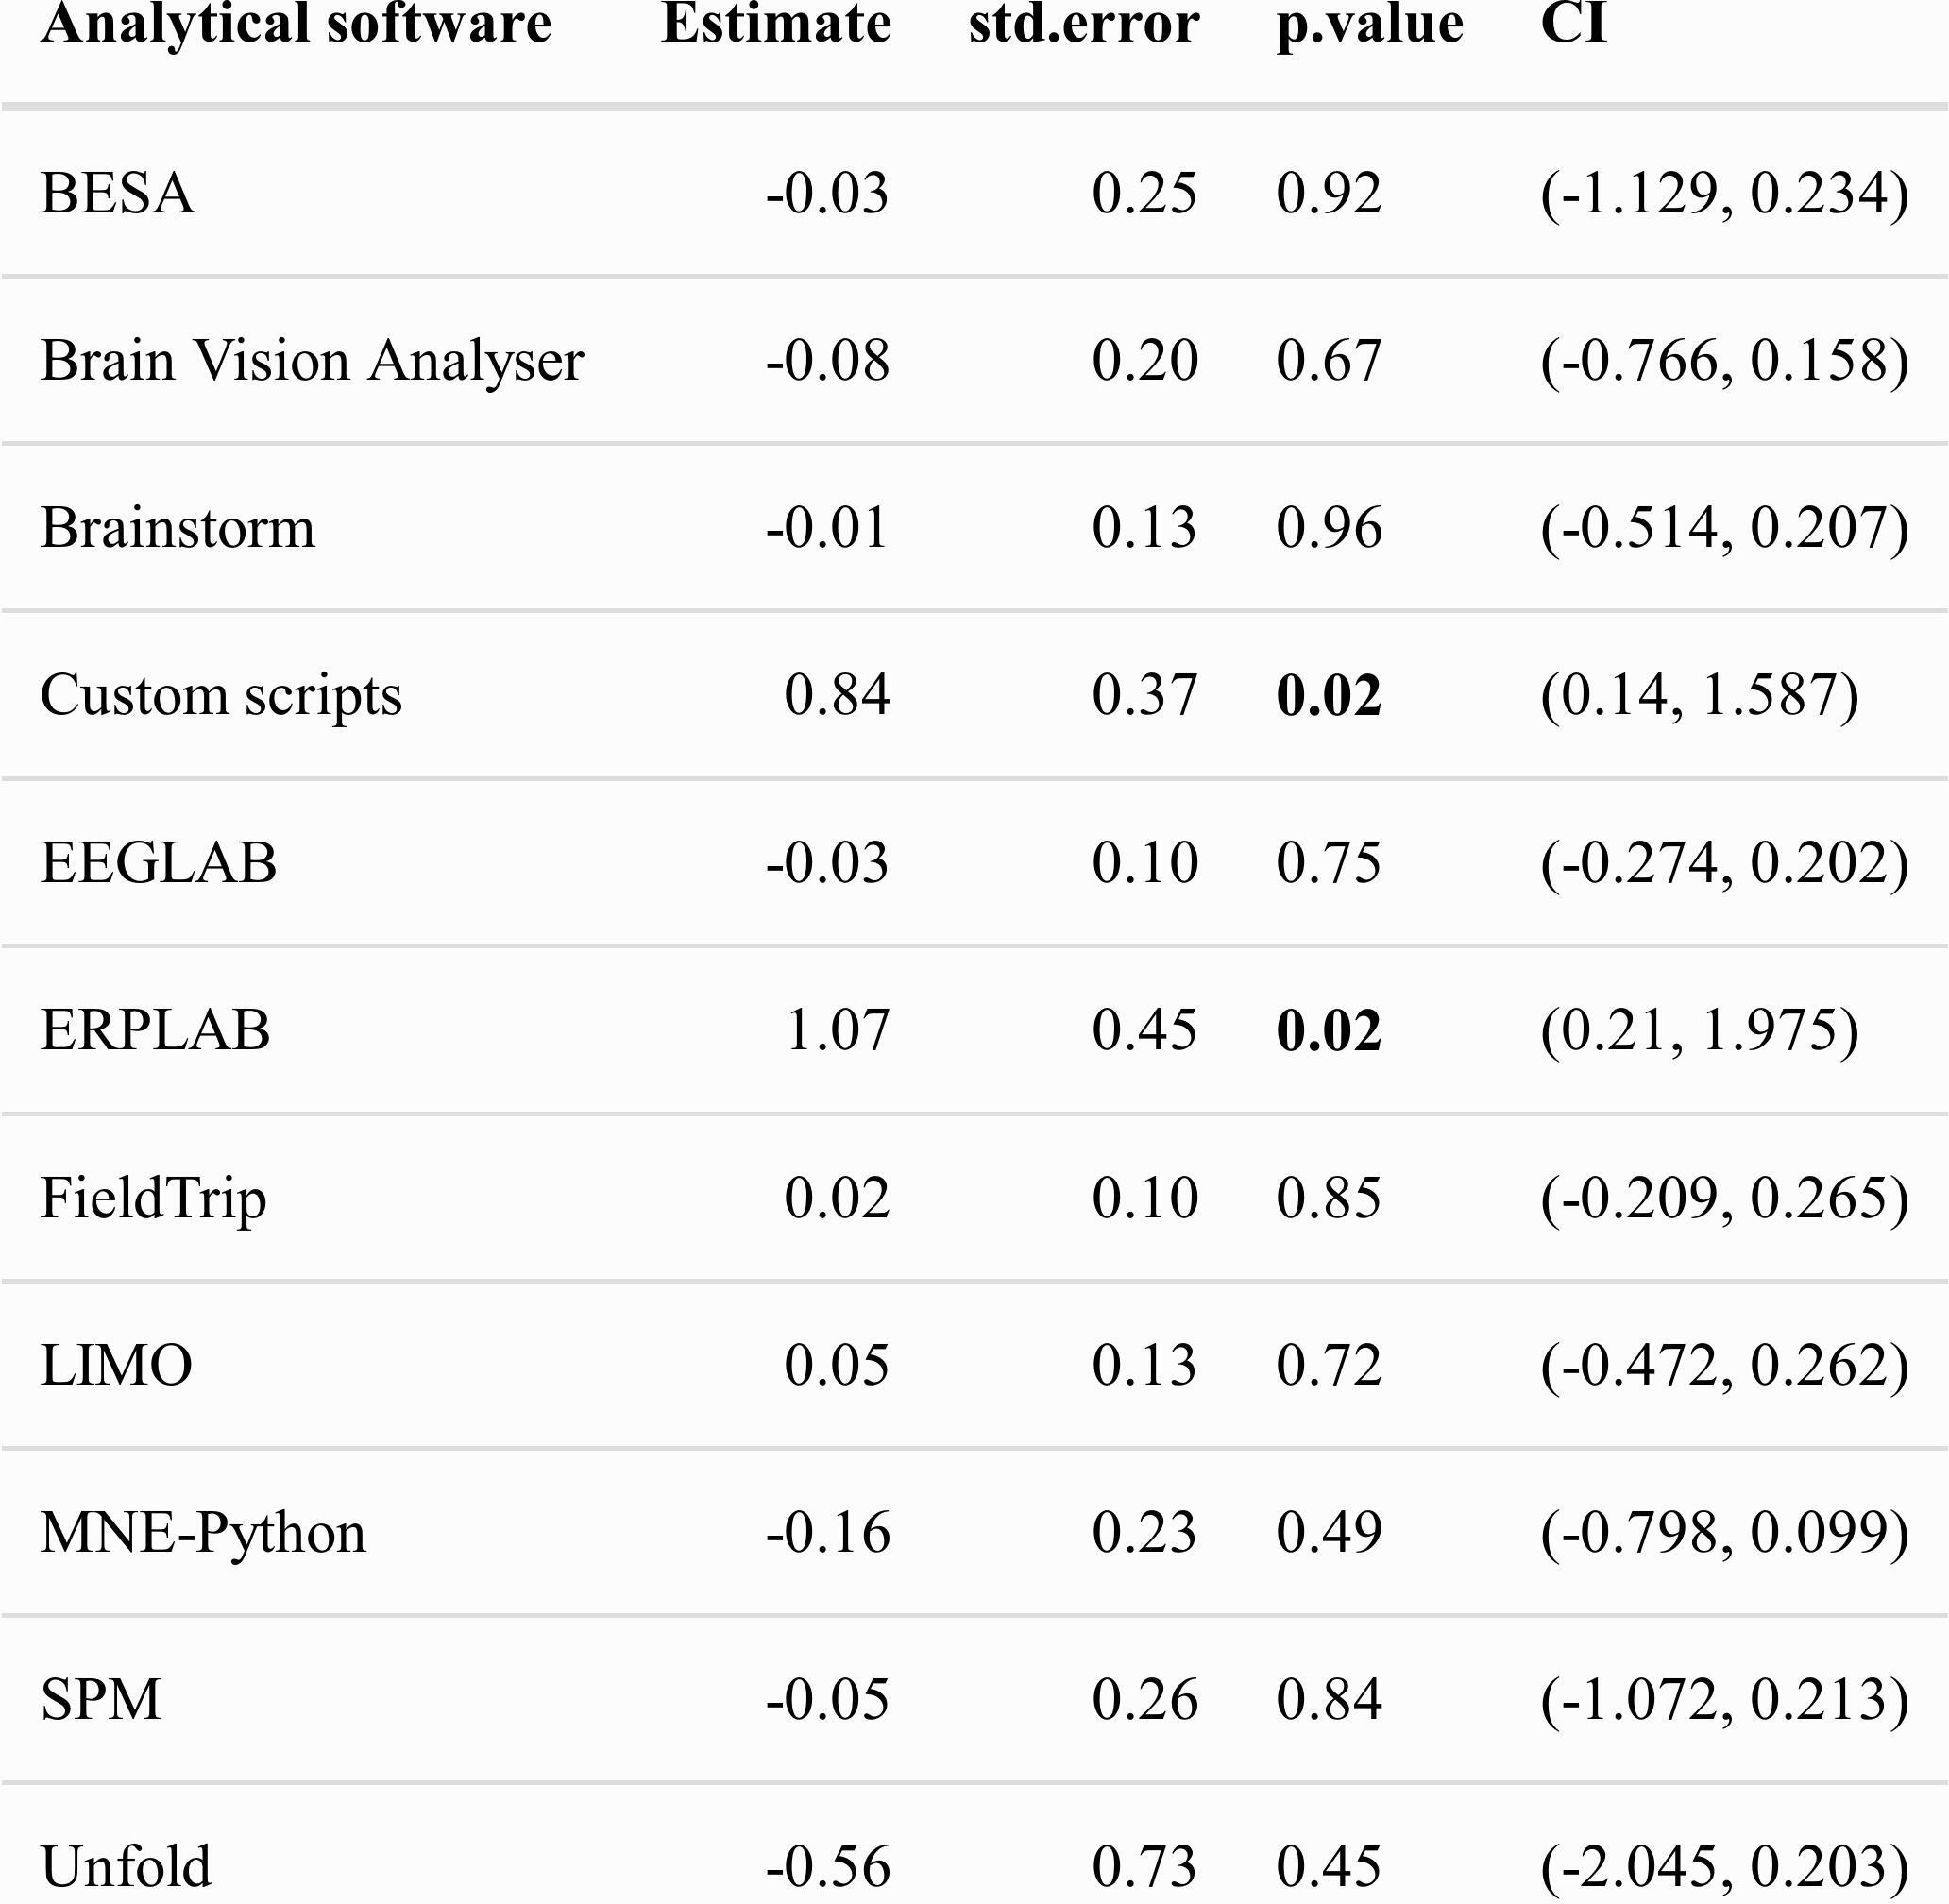 Analytical software Estimate std.error p.value CI
BESA -0.03 0.25 0.92 (-1.129, 0.234)
Brain Vision Analyser -0.08 0.20 0.67 (-0.766, 0.158)
Brainstorm -0.01 0.13 0.96 (-0.514, 0.207)
Custom scripts 0.84 0.37 0.02 (0.14, 1.587)
EEGLAB -0.03 0.10 0.75 (-0.274, 0.202)
ERPLAB 1.07 0.45 0.02 (0.21, 1.975)
FieldTrip 0.02 0.10 0.85 (-0.209, 0.265)
LIMO 0.05 0.13 0.72 (-0.472, 0.262)
MNE-Python -0.16 0.23 0.49 (-0.798, 0.099)
SPM -0.05 0.26 0.84 (-1.072, 0.213)
Unfold -0.56 0.73 0.45 (-2.045, 0.203)